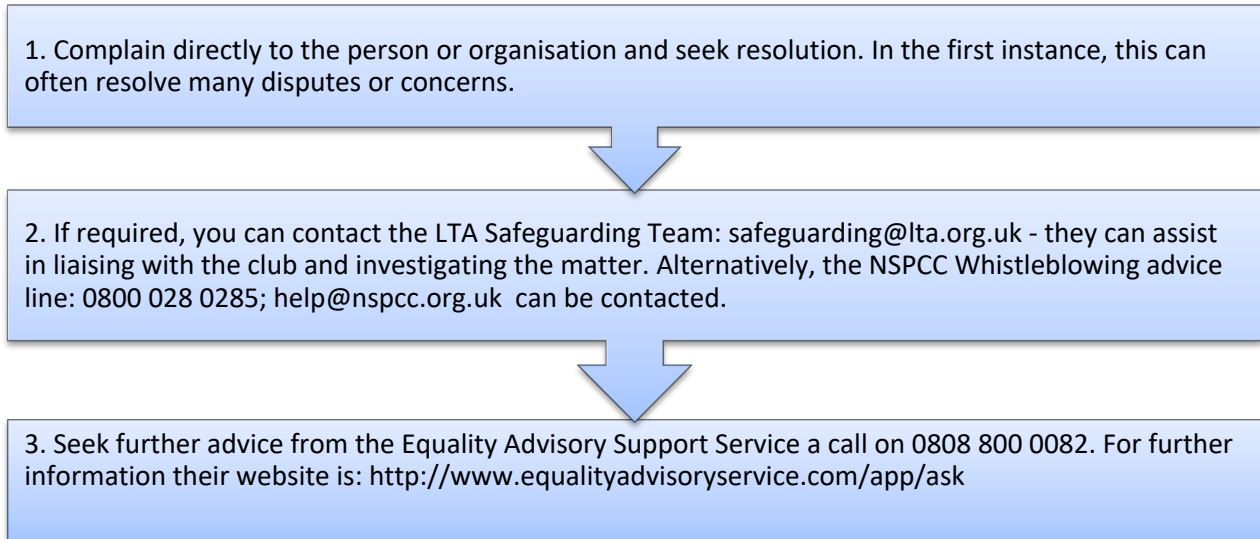 1. Complain directly to the person or organisation and seek resolution. In the first instance, this can
often resolve many disputes or concerns.
2. If required, you can contact the LTA Safeguarding Team: safeguarding@lta.org.uk - they can assist
in liaising with the club and investigating the matter. Alternatively, the NSPCC Whistleblowing advice
line: 0800 028 0285; help@nspcc.org.uk  can be contacted.
3. Seek further advice from the Equality Advisory Support Service a call on 0808 800 0082. For further
information their website is: http://www.equalityadvisoryservice.com/app/ask